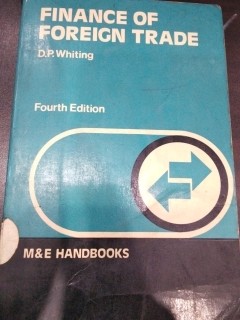 FINANCE OF
FOREIGN TRADE
D.P. Whiting
Fourth Edition
M&E HANDBOOKS